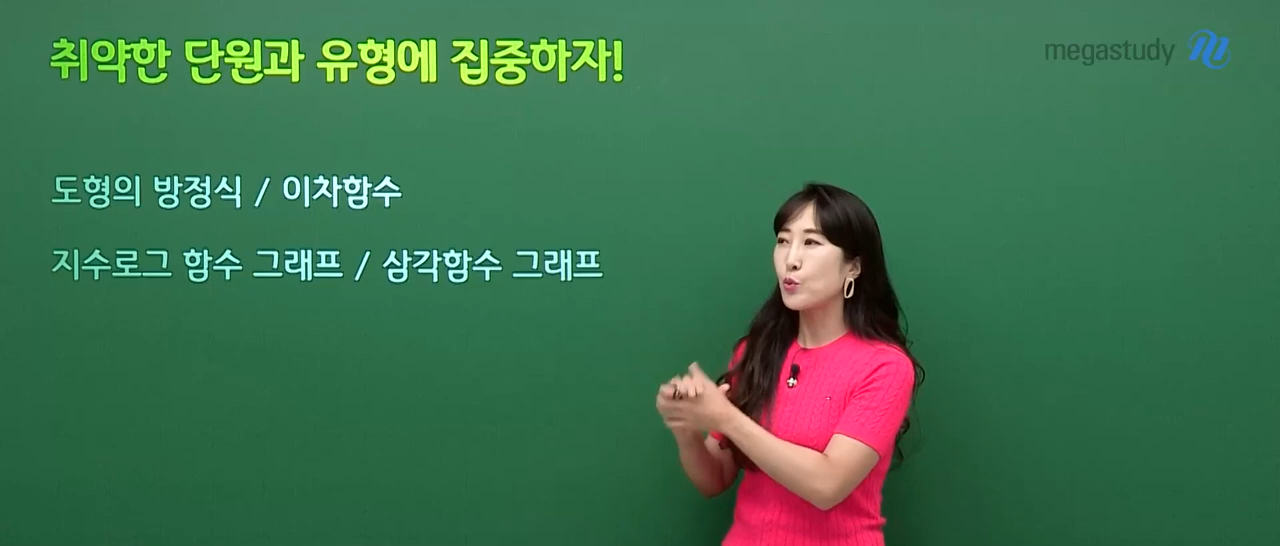 취약한 단원과 유형에 집중하자!
megastudy
도형의 방정식 / 이차함수
지수로그 함수 그래프 / 삼각함수 그래프